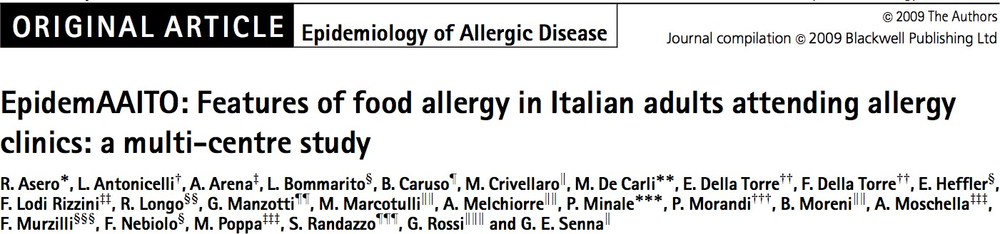 ORIGINAL ARTICLE Epidemiology of Allergic Disease
© 2009 The Authors
Journal compilation © 2009 Blackwell Publishing Ltd
EpidemAAITO: Features of food allergy in Italian adults attending allergy
clinics: a multi-centre study
R. Asero*, L. Antonicelli†, A. Arena‡, L. Bommarito§, B. Caruso¶, M. Crivellaro‖, M. De Carli**, E. Della Torre††, F. Della Torre††, E. Heffler§,
F. Lodi Rizzini‡‡, R. Longo§§, G. Manzotti¶¶, M. Marcotulli‖‖, A. Melchiorre‖‖, P. Minale***, P. Morandi†††, B. Moreni‖‖, A. Moschella‡‡‡,
F. Murzilli§§§, F. Nebiolo§, M. Poppa‡‡‡, S. Randazzo¶¶¶, G. Rossi‖‖‖‖ and G. E. Senna‖